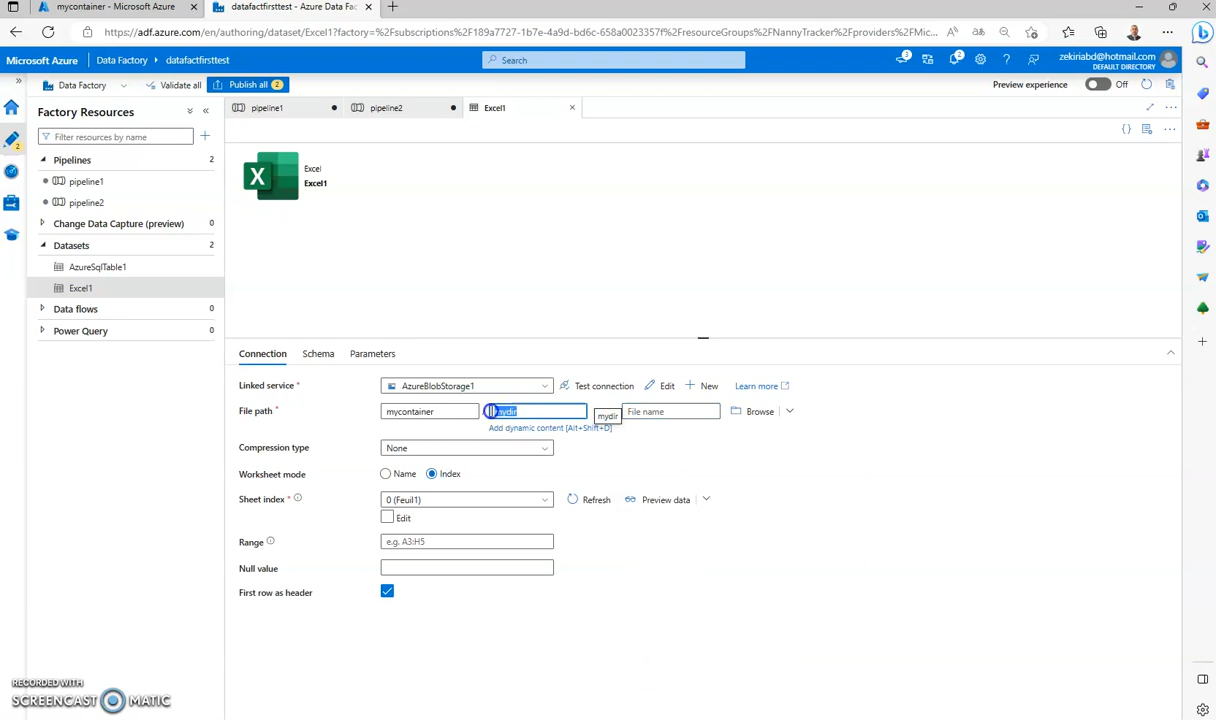 mycontainer - Microsoft Azure
datafactfirsttest - Azure Data Fac
https://adf.azure.com/en/authoring/dataset/Excel1?factory=%2Fsubscriptions%2F189a7727-1b7e-4a9d-bd6c-658a0023357f%2FresourceGroups%2FNannyTracker%2Fproviders%2FMic...
Microsoft Azure
Data Factory
datafactfirsttest
Search
3
2
zekiriabd@hotmail.com
DEFAULT DIRECTORY
Data Factory
Validate all
Publish all 2
Preview experience
Off
Factory Resources
pipeline1
pipeline2
Excel1
Filter resources by name
Pipelines 2
pipeline1
pipeline2
Change Data Capture (preview) 0
Datasets 2
AzureSqlTable1
Excel1
Data flows 0
Power Query 0
2
Excel
Excel1
Connection
Schema
Parameters
Linked service *
AzureBlobStorage1
Test connection
Edit
New
Learn more
File path *
mycontainer
mydir
mydir
File name
Browse
Add dynamic content [Alt+Shift+D]
Compression type
None
Worksheet mode
Name
Index
Sheet index *
0 (Feuil1)
Refresh
Preview data
Edit
Range
e.g. A3:H5
Null value
First row as header
RECORDED WITH
SCREENCAST MATIC